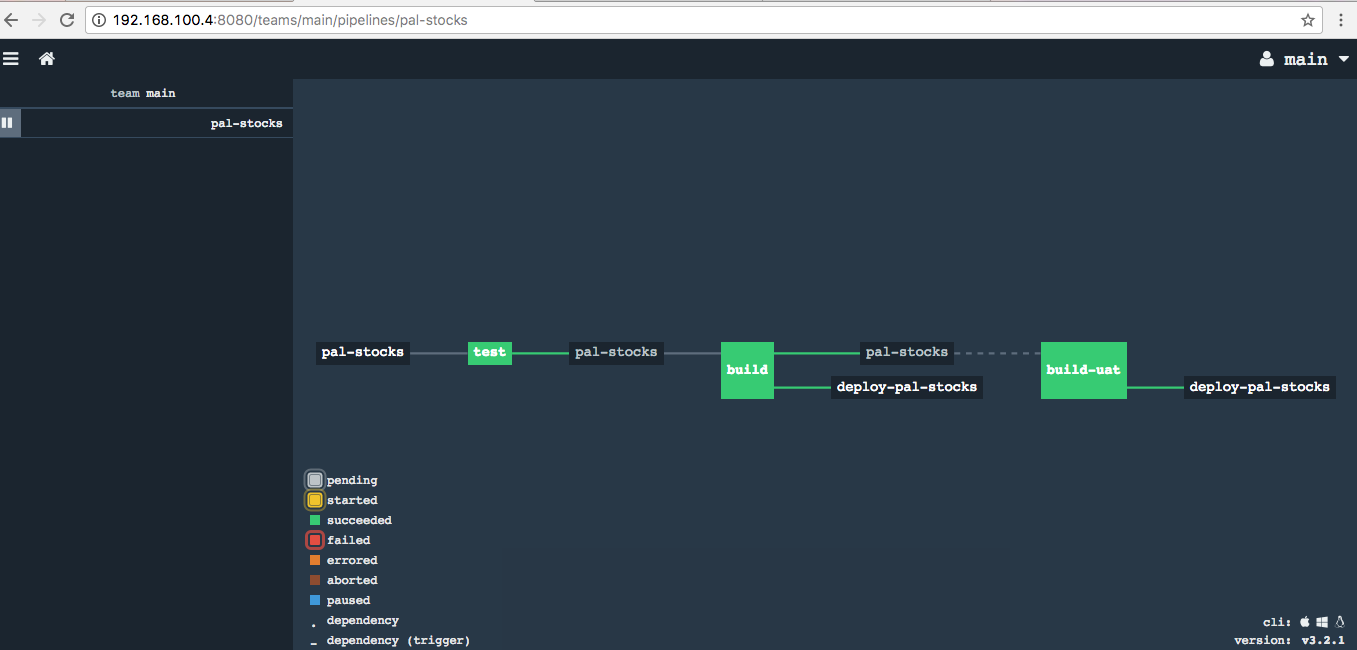 192.168.100.4:8080/teams/main/pipelines/pal-stocks
main
team main
pal-stocks
pal-stocks test pal-stocks build pal-stocks build-uat
deploy-pal-stocks deploy-pal-stocks
pending
started
succeeded
failed
errored
aborted
paused
. dependency
– dependency (trigger)
cli:
version: v3.2.1